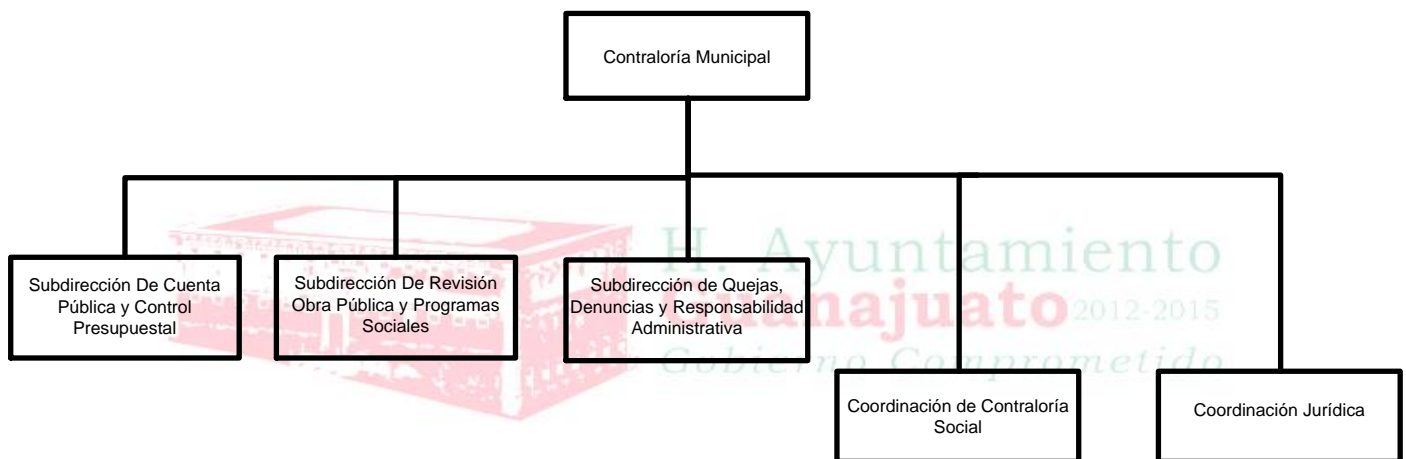 Contraloría Municipal
Subdirección De Cuenta
Pública y Control
Presupuestal
Subdirección De Revisión
Obra Pública y Programas
Sociales
Subdirección de Quejas,
Denuncias y Responsabilidad
Administrativa
H. Ayuntamiento
Guanajuato 2012-2015
Gobierno Comprometido
Coordinación de Contraloría
Social
Coordinación Jurídica